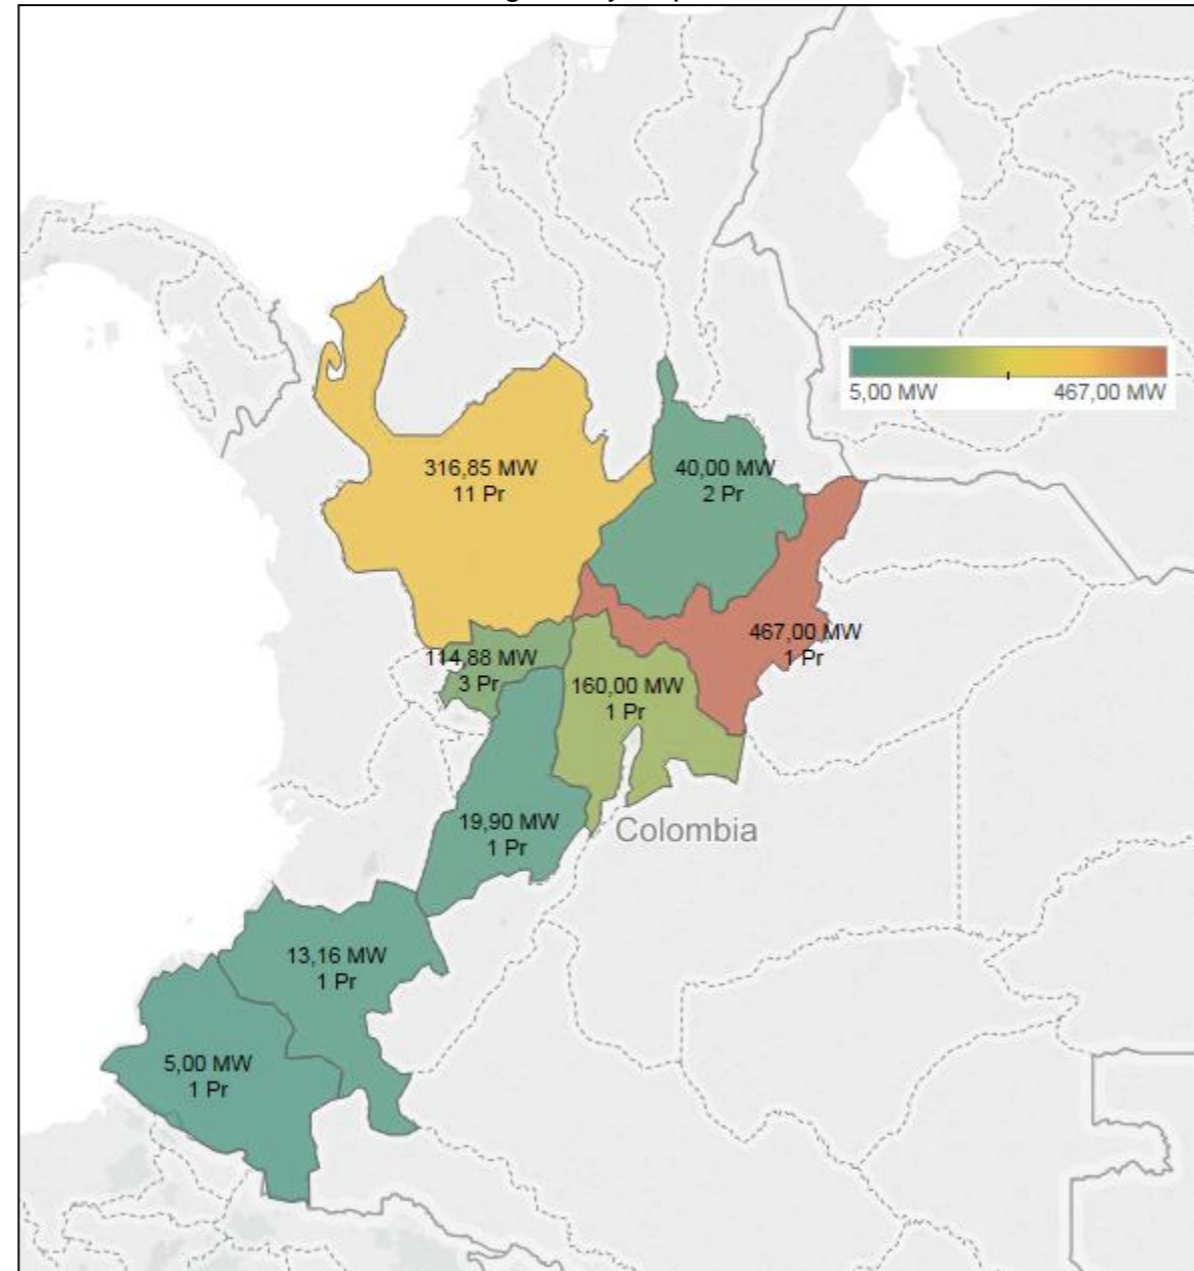 5,00 MW 467,00 MW
316,85 MW
11 Pr
40,00 MW
2 Pr
467,00 MW
1 Pr
114,88 MW
3 Pr
160,00 MW
1 Pr
19,90 MW
1 Pr
Colombia
13,16 MW
1 Pr
5,00 MW
1 Pr